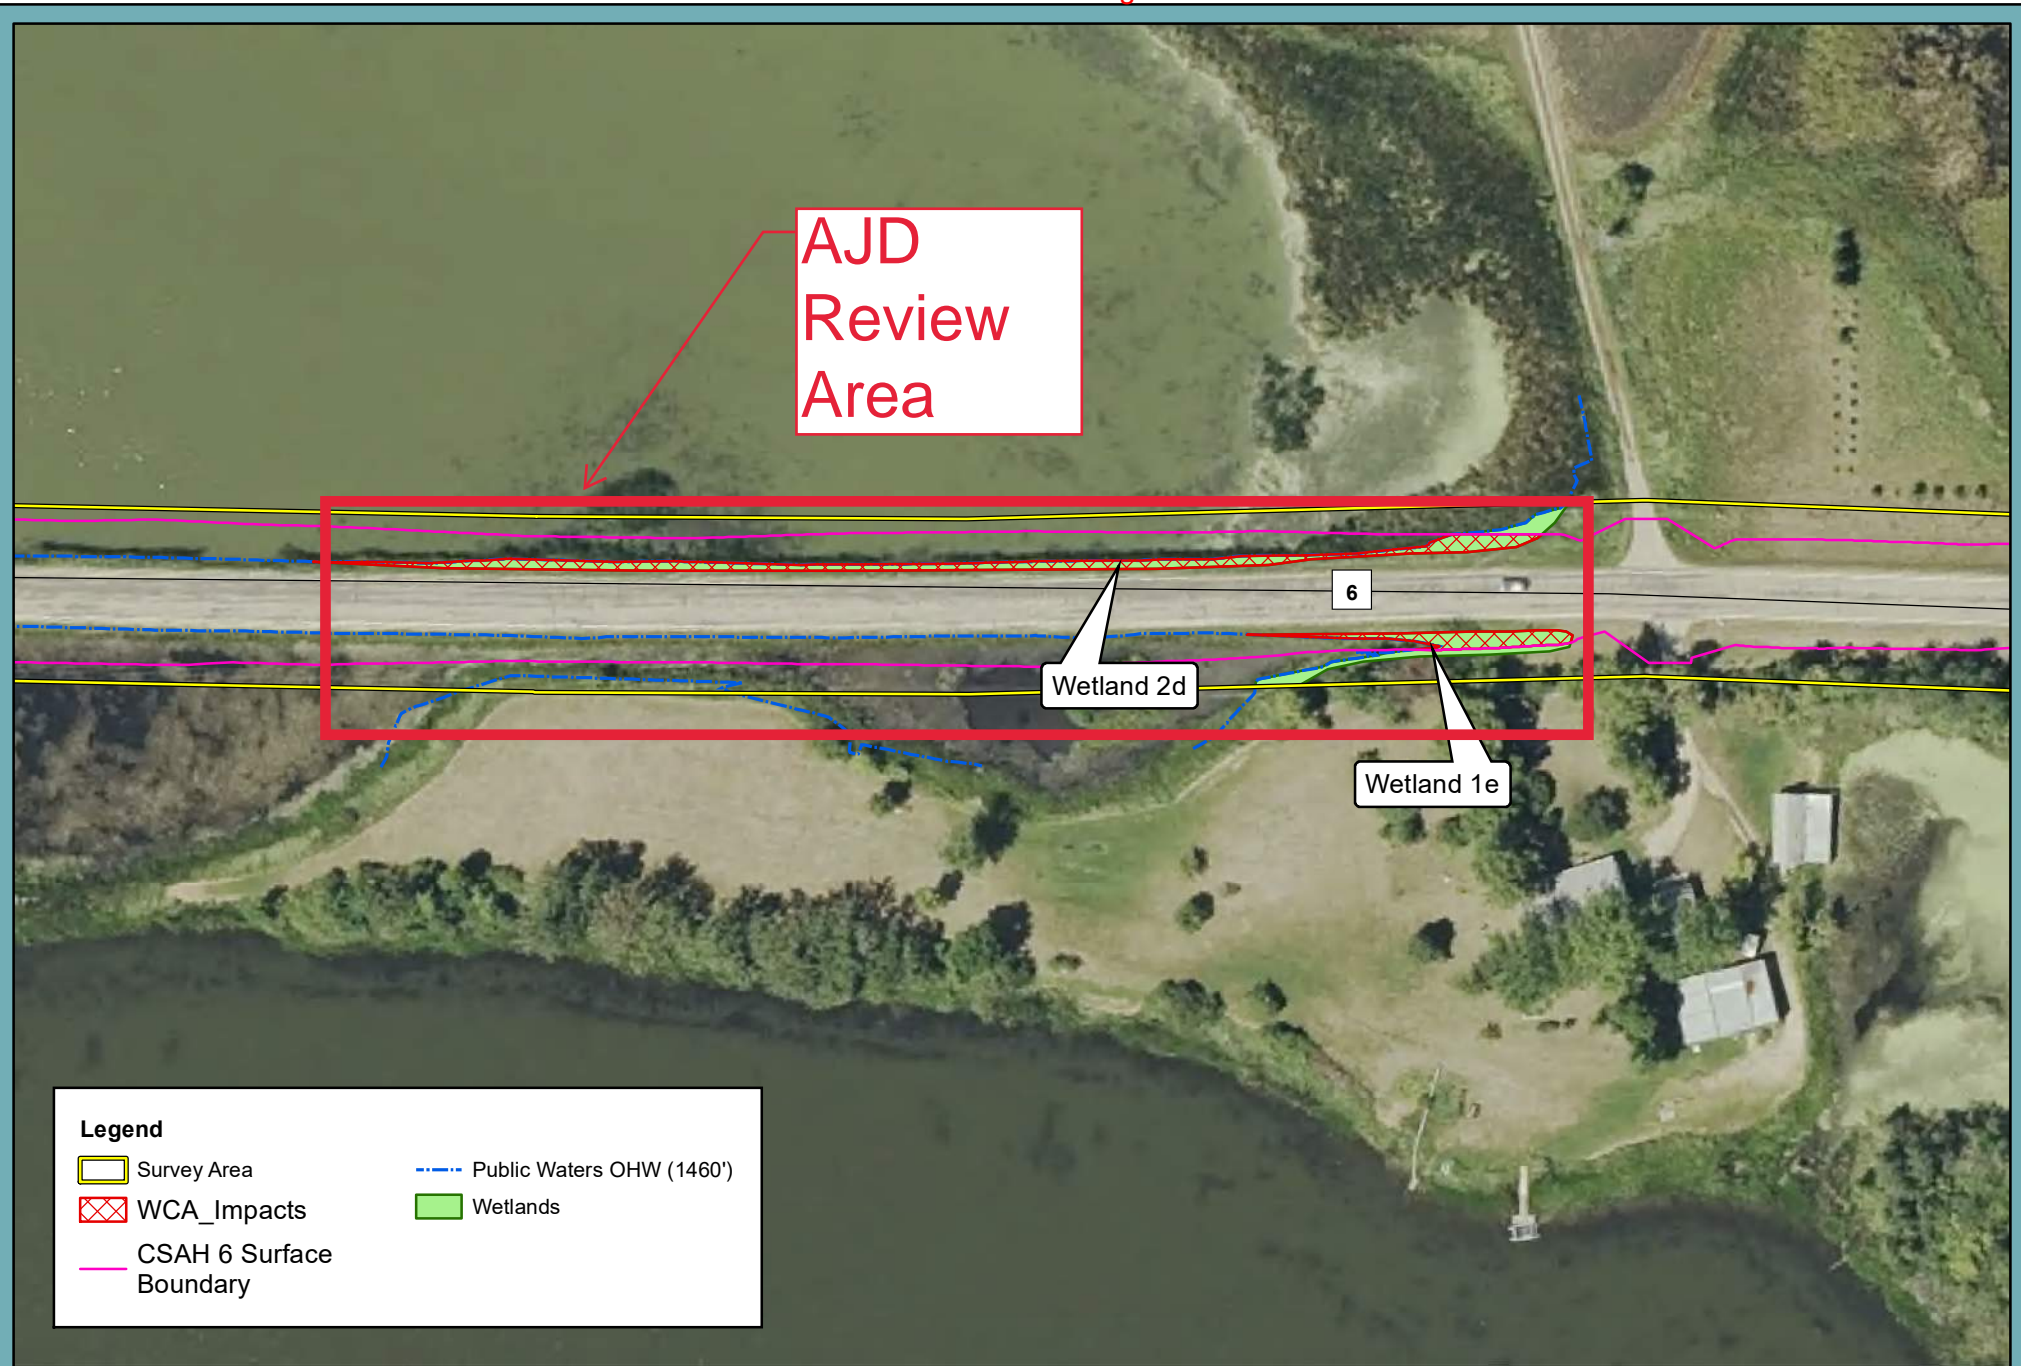 AJD
Review
Area
6
Wetland 2d
Wetland 1e
Legend
Survey Area
WCA_Impacts
CSAH 6 Surface
Boundary
Public Waters OHW (1460')
Wetlands